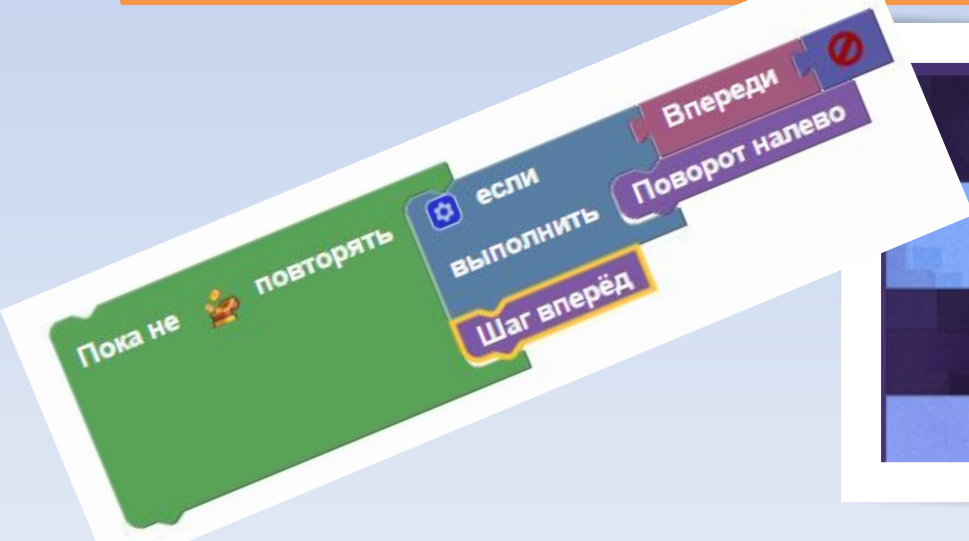 Пока не повторять
если Впереди
выполнить Поворот налево
Шаг вперёд